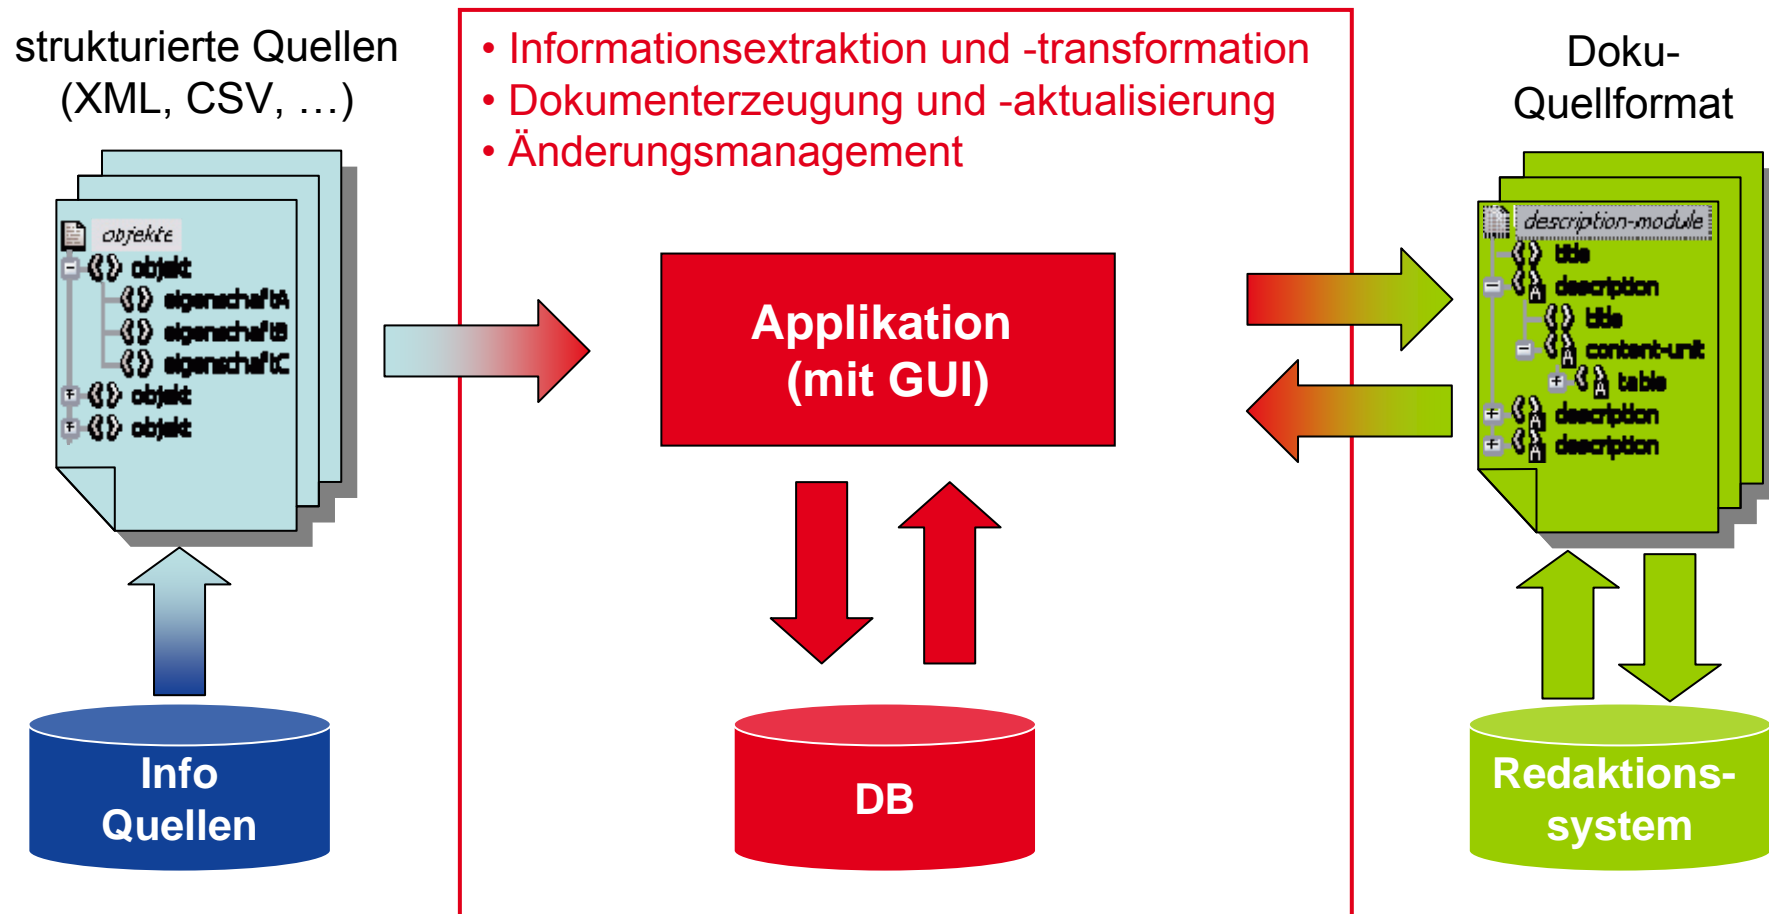 strukturierte Quellen
(XML, CSV, …)
• Informationsextraktion und -transformation
• Dokumenterzeugung und -aktualisierung
• Änderungsmanagement
Doku-
Quellformat
objekte
objekt
eigenschaftA
eigenschaftB
eigenschaftC
objekt
objekt
Applikation
(mit GUI)
description-module
title
description
title
content-unit
table
description
description
Info
Quellen
DB
Redaktions-
system